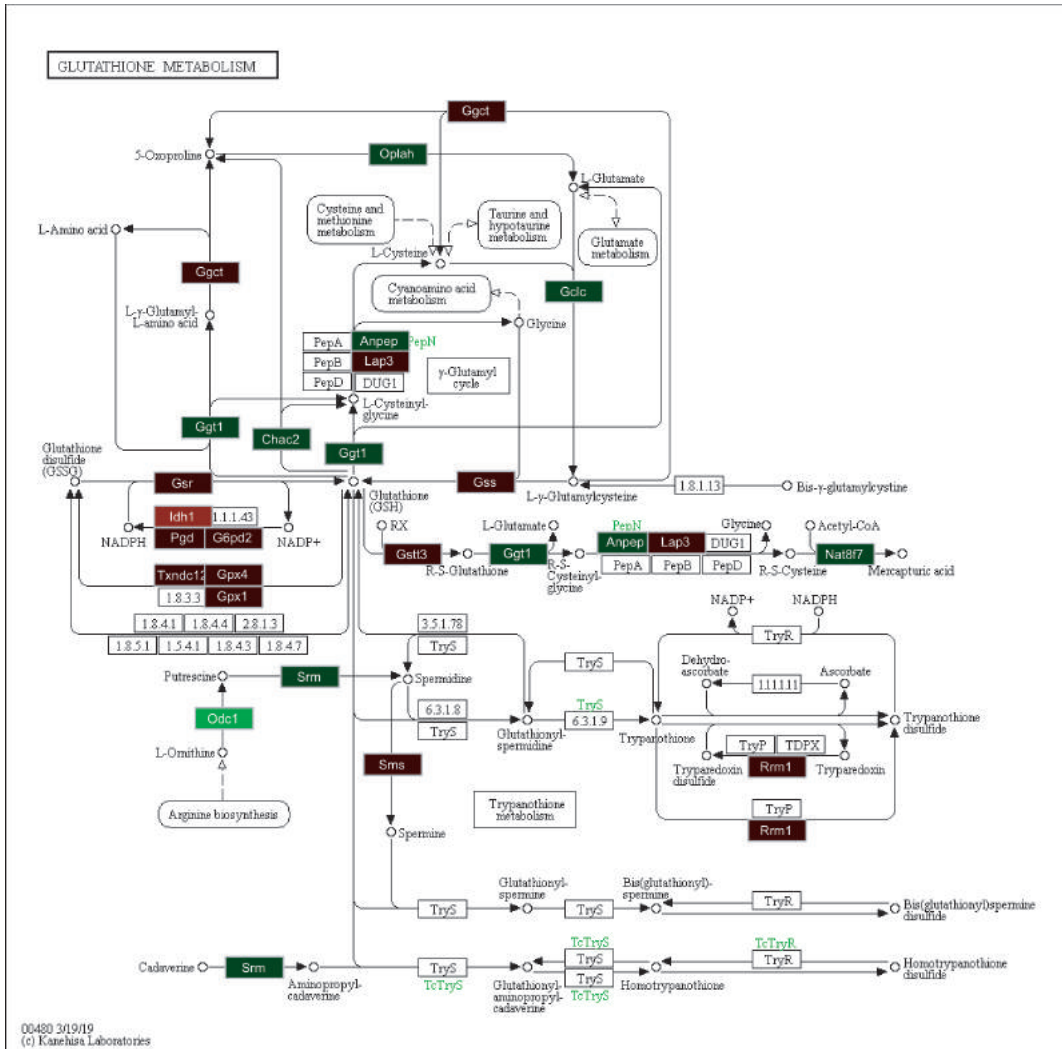 GLUTATHIONE METABOLISM
Ggct
5-Oxoproline
Oplah
L-Glutamate
Cysteine and
methionine
metabolism
Taurine and
hypotaurine
metabolism
Glutamate
metabolism
L-Amino acid
L-Cysteine
Ggct
Cyanoamino acid
metabolism
Gclc
L-γ-Glutamyl-
L-amino acid
Glycine
PepA Anpep PepN
PepB Lap3
PepD DUG1
γ-Glutamyl
cycle
L-Cysteinyl-
glycine
Ggt1
Chac2
Ggt1
Glutathione
disulfide
(GSSG)
Gsr
Glutathione
(GSH)
Gss
L-γ-Glutamylcysteine
1.8.1.13
Bis-γ-glutamylcystine
Idh1 1.1.1.43
NADPH Pgd G6pd2 NADP+
Txndc12 Gpx4
1.8.3.3 Gpx1
1.8.4.1 1.8.4.4 2.8.1.3
1.8.5.1 1.5.4.1 1.8.4.3 1.8.4.7
RX
Gstt3
R-S-Glutathione
L-Glutamate
Ggt1
R-S-
Cysteinyl-
glycine
PepN
Anpep Lap3 DUG1
PepA PepB PepD
Glycine
R-S-Cysteine
Acetyl-CoA
Nat8f7
Mercapturic acid
3.5.1.78
TryS
NADP+ NADPH
TryR
Putrescine
Srm
Spermidine
TryS
Dehydro-
ascorbate
1.11.1.11
Ascorbate
Odc1
6.3.1.8
TryS
Glutathionyl-
spermidine
TryS
6.3.1.9
Trypanothione
Trypanothione
disulfide
L-Ornithine
Sms
TryP TDPX
Rrm1
Tryparedoxin
disulfide
Tryparedoxin
Arginine biosynthesis
Trypanothione
metabolism
TryP
Rrm1
Spermine
TryS
Glutathionyl-
spermine
TryS
Bis(glutathionyl)-
spermine
TryR
Bis(glutathionyl)spermine
disulfide
Cadaverine
Srm
Aminopropyl-
cadaverine
TryS
TcTryS
Glutathionyl-
aminopropyl-
cadaverine
TcTryS
TryS
TryS
TcTryS
Homotrypanothione
TcTryR
TryR
Homotrypanothione
disulfide
00480 3/19/19
(c) Kanehisa Laboratories